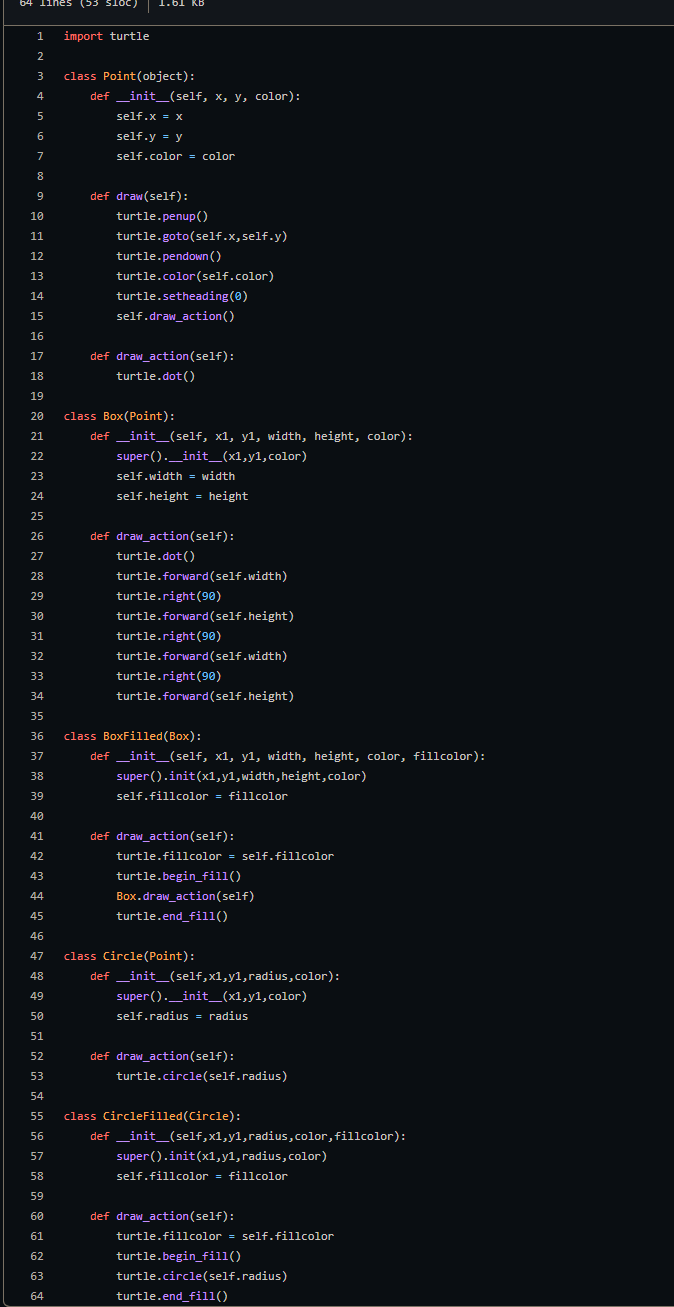 64 lines (53 sloc) | 1.61 KB
1 import turtle
2
3 class Point(object):
4     def __init__(self, x, y, color):
5         self.x = x
6         self.y = y
7         self.color = color
8
9     def draw(self):
10         turtle.penup()
11         turtle.goto(self.x,self.y)
12         turtle.pendown()
13         turtle.color(self.color)
14         turtle.setheading(0)
15         self.draw_action()
16
17     def draw_action(self):
18         turtle.dot()
19
20 class Box(Point):
21     def __init__(self, x1, y1, width, height, color):
22         super().__init__(x1,y1,color)
23         self.width = width
24         self.height = height
25
26     def draw_action(self):
27         turtle.dot()
28         turtle.forward(self.width)
29         turtle.right(90)
30         turtle.forward(self.height)
31         turtle.right(90)
32         turtle.forward(self.width)
33         turtle.right(90)
34         turtle.forward(self.height)
35
36 class BoxFilled(Box):
37     def __init__(self, x1, y1, width, height, color, fillcolor):
38         super().init(x1,y1,width,height,color)
39         self.fillcolor = fillcolor
40
41     def draw_action(self):
42         turtle.fillcolor = self.fillcolor
43         turtle.begin_fill()
44         Box.draw_action(self)
45         turtle.end_fill()
46
47 class Circle(Point):
48     def __init__(self,x1,y1,radius,color):
49         super().__init__(x1,y1,color)
50         self.radius = radius
51
52     def draw_action(self):
53         turtle.circle(self.radius)
54
55 class CircleFilled(Circle):
56     def __init__(self,x1,y1,radius,color,fillcolor):
57         super().init(x1,y1,radius,color)
58         self.fillcolor = fillcolor
59
60     def draw_action(self):
61         turtle.fillcolor = self.fillcolor
62         turtle.begin_fill()
63         turtle.circle(self.radius)
64         turtle.end_fill()